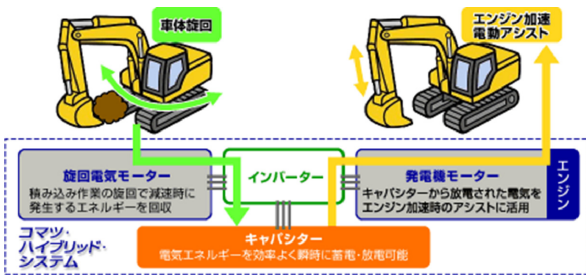 車体旋回
エンジン加速
電動アシスト
旋回電気モーター
積み込み作業の旋回で減速時に
発生するエネルギーを回収
インバーター
発電機モーター
キャパシターから放電された電気を
エンジン加速時のアシストに活用
エンジン
コマツ・
ハイブリッド・
システム
キャパシター
電気エネルギーを効率よく瞬時に蓄電・放電可能